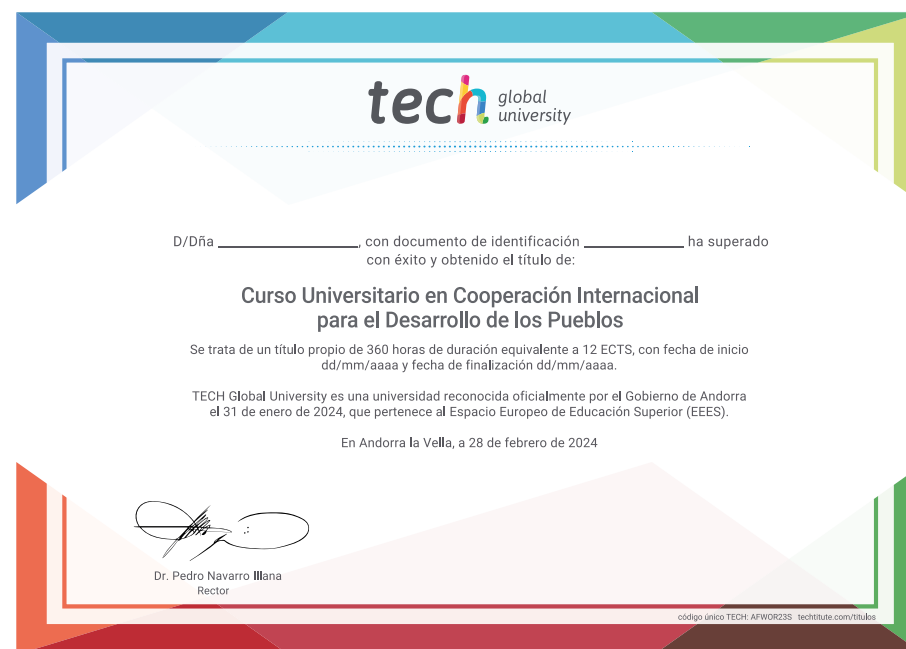 tech global
university
D/Dña ____________, con documento de identificación ____________ ha superado
con éxito y obtenido el título de:
Curso Universitario en Cooperación Internacional
para el Desarrollo de los Pueblos
Se trata de un título propio de 360 horas de duración equivalente a 12 ECTS, con fecha de inicio
dd/mm/aaaa y fecha de finalización dd/mm/aaaa.
TECH Global University es una universidad reconocida oficialmente por el Gobierno de Andorra
el 31 de enero de 2024, que pertenece al Espacio Europeo de Educación Superior (EEES).
En Andorra la Vella, a 28 de febrero de 2024
Dr. Pedro Navarro Illana
Rector
código único TECH: AFWOR23S techtitute.com/titulos